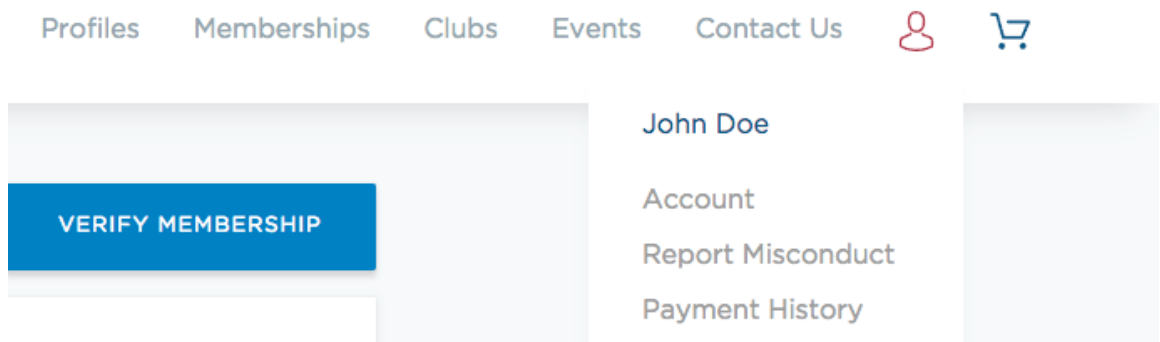 Profiles Memberships Clubs Events Contact Us
John Doe
VERIFY MEMBERSHIP
Account
Report Misconduct
Payment History